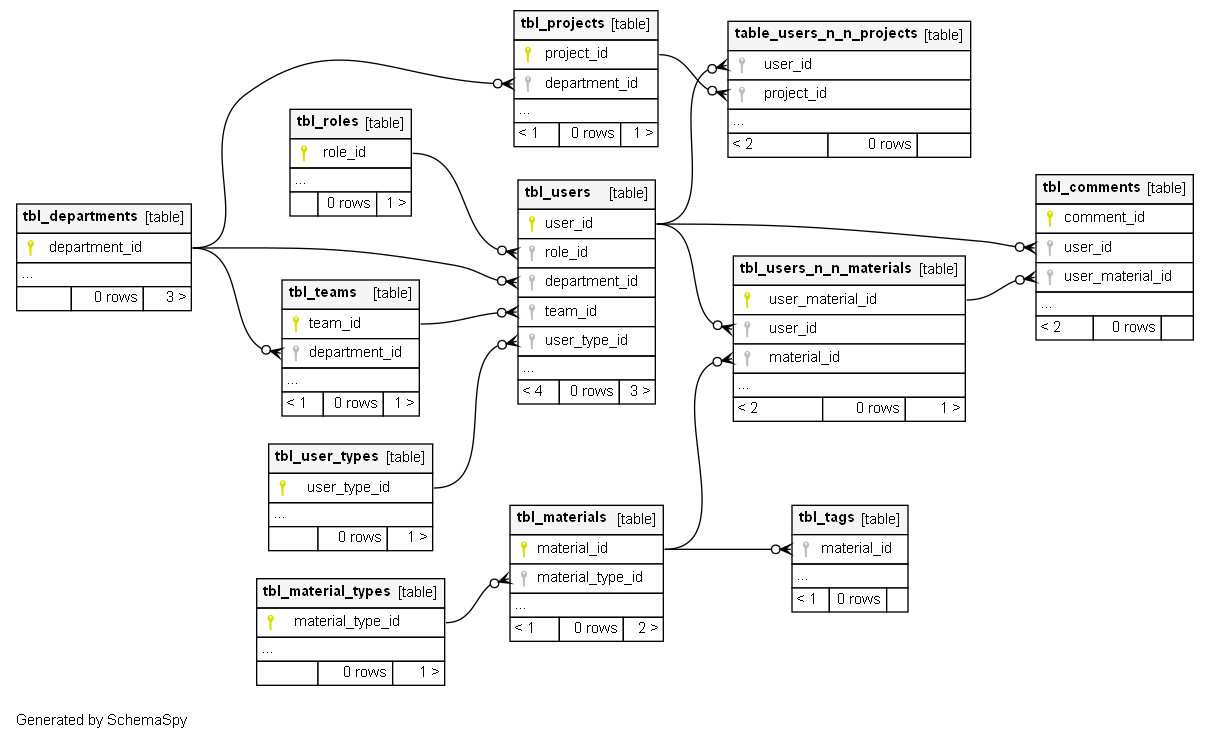 tbl_projects [table]
project_id
department_id
...
< 1 0 rows 1 >
table_users_n_n_projects [table]
user_id
project_id
...
< 2 0 rows
tbl_roles [table]
role_id
...
0 rows 1 >
tbl_users [table]
user_id
role_id
department_id
team_id
user_type_id
...
< 4 0 rows 3 >
tbl_comments [table]
comment_id
user_id
user_material_id
...
< 2 0 rows
tbl_departments [table]
department_id
...
0 rows 3 >
tbl_teams [table]
team_id
department_id
...
< 1 0 rows 1 >
tbl_users_n_n_materials [table]
user_material_id
user_id
material_id
...
< 2 0 rows 1 >
tbl_user_types [table]
user_type_id
...
0 rows 1 >
tbl_materials [table]
material_id
material_type_id
...
< 1 0 rows 2 >
tbl_tags [table]
material_id
...
< 1 0 rows
tbl_material_types [table]
material_type_id
...
0 rows 1 >
Generated by SchemaSpy